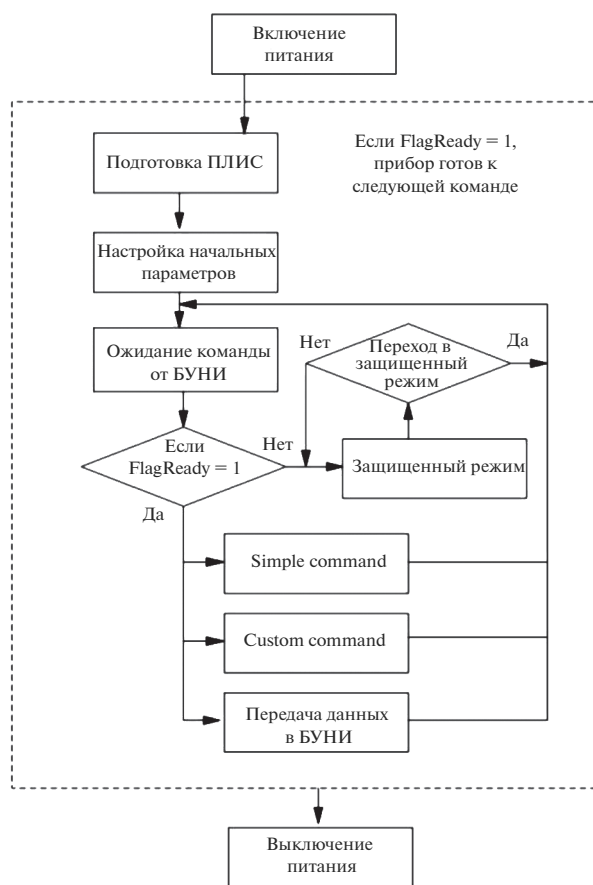 Включение
питания
Если FlagReady = 1,
прибор готов к
следующей команде
Подготовка ПЛИС
Настройка начальных
параметров
Ожидание команды
от БУНИ
Нет
Переход в
защищенный
режим
Да
Если
FlagReady = 1
Нет
Защищенный режим
Да
Simple command
Custom command
Передача данных
в БУНИ
Выключение
питания